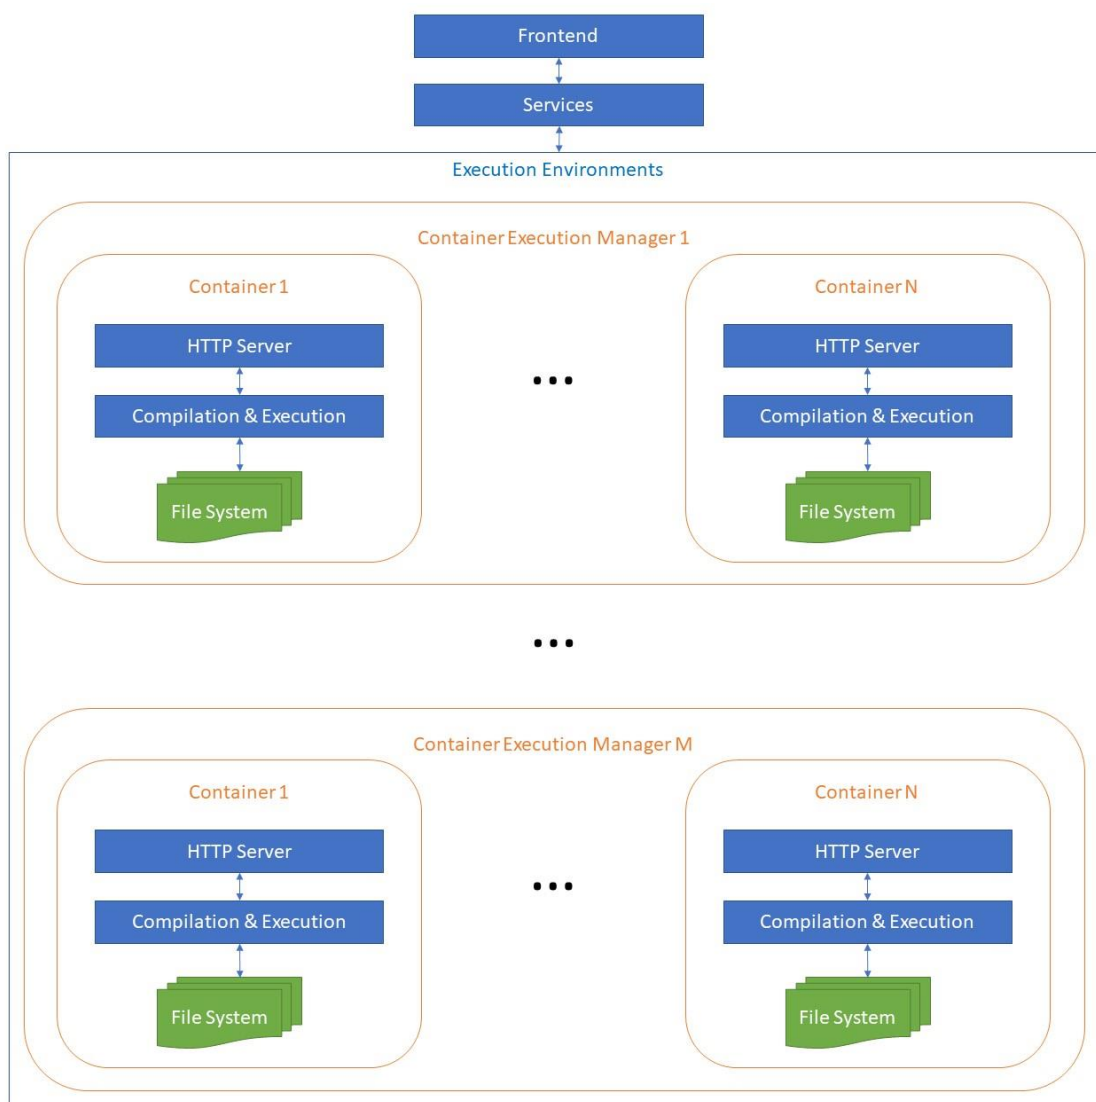 Frontend
Services
Execution Environments
Container Execution Manager 1
Container 1
HTTP Server
Compilation & Execution
File System
...
Container N
HTTP Server
Compilation & Execution
File System
...
Container Execution Manager M
Container 1
HTTP Server
Compilation & Execution
File System
...
Container N
HTTP Server
Compilation & Execution
File System